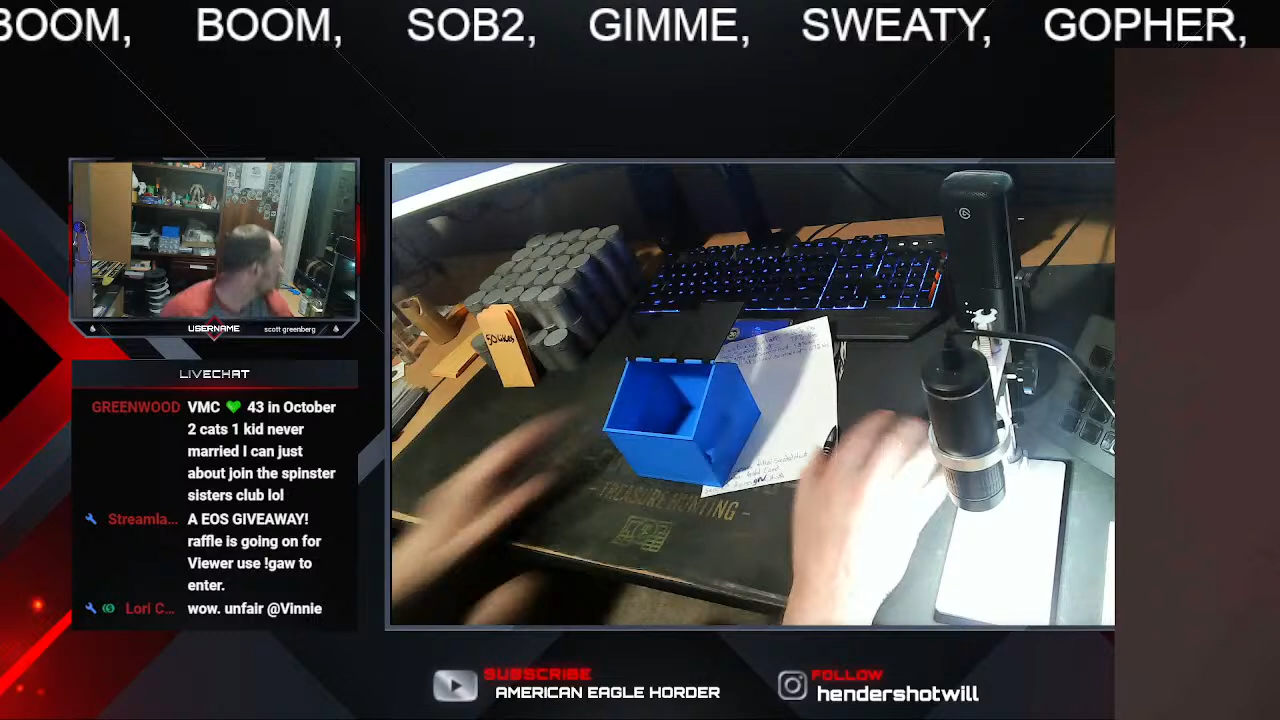 BOOM, BOOM, SOB2, GIMME, SWEATY, GOPHER,
USERNAME scott greenberg
LIVECHAT
GREENWOOD VMC 💚 43 in October
2 cats 1 kid never
married I can just
about join the spinster
sisters club lol
Streamla... A EOS GIVEAWAY!
raffle is going on for
Viewer use !gaw to
enter.
Lori C... wow. unfair @Vinnie
50 Likes
- TREASURE HUNTING -
SUBSCRIBE
AMERICAN EAGLE HORDER
FOLLOW
hendershotwill